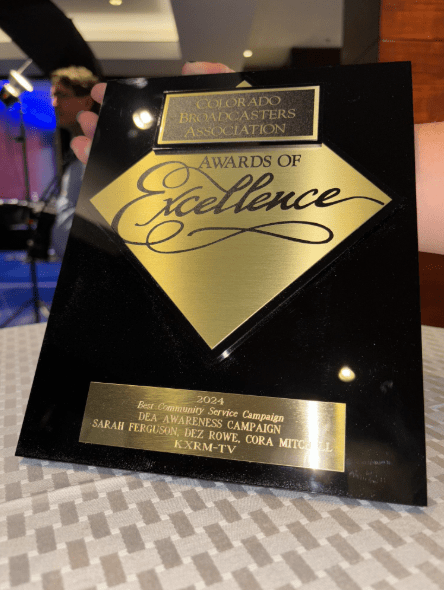 COLORADO
BROADCASTERS
ASSOCIATION
AWARDS OF
Excellence
2024
Best Community Service Campaign
DEA AWARENESS CAMPAIGN
SARAH FERGUSON, DEZ ROWE, CORA
KXRM-TV